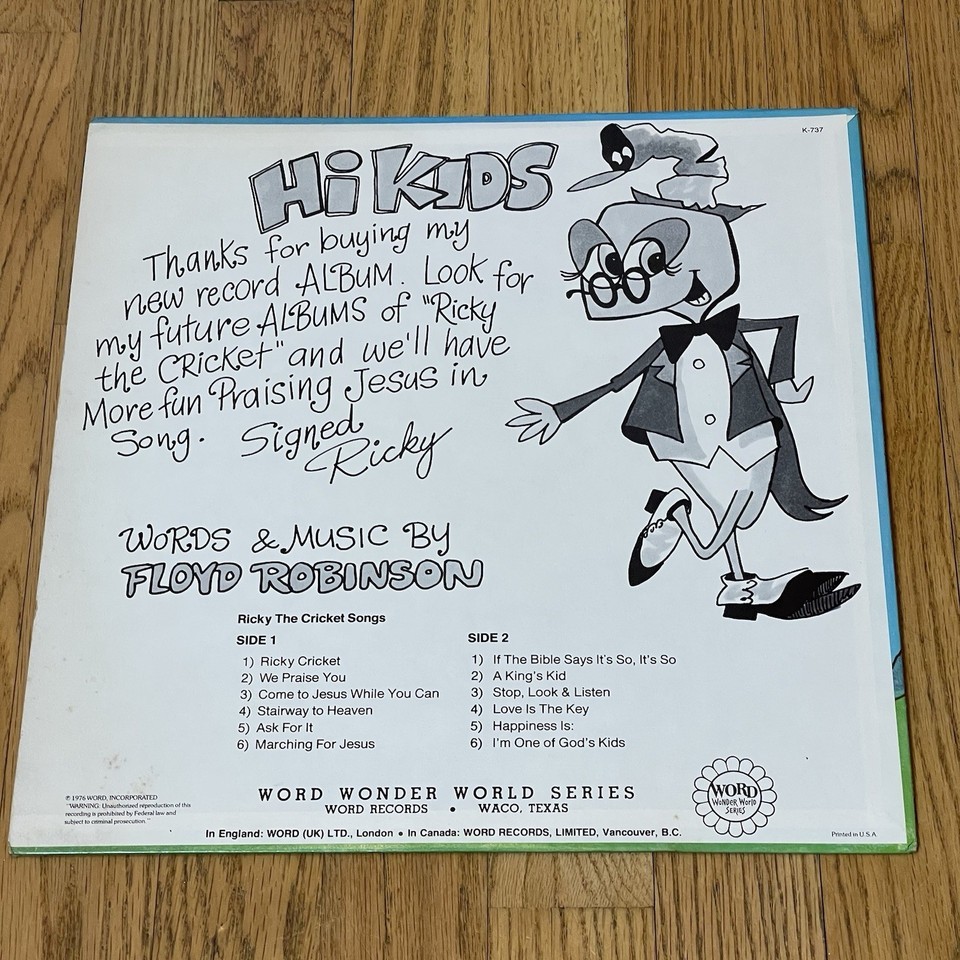 K-737
Hi KIDS
Thanks for buying my
new record ALBUM. Look for
my future ALBUMS of "Ricky
the CRicKeT" and we'll have
More fun Praising Jesus in
Song. Signed
Ricky
WORDS & MUSIC BY
FLOYD ROBINSON
Ricky The Cricket Songs
SIDE 1
1) Ricky Cricket
2) We Praise You
3) Come to Jesus While You Can
4) Stairway to Heaven
5) Ask For It
6) Marching For Jesus
SIDE 2
1) If The Bible Says It's So, It's So
2) A King's Kid
3) Stop, Look & Listen
4) Love Is The Key
5) Happiness Is:
6) I'm One of God's Kids
℗ 1976 WORD, INCORPORATED
"WARNING: Unauthorized reproduction of this
recording is prohibited by Federal law and
subject to criminal prosecution."
WORD WONDER WORLD SERIES
WORD RECORDS • WACO, TEXAS
In England: WORD (UK) LTD., London • In Canada: WORD RECORDS, LIMITED, Vancouver, B.C.
WORD
WONDER WORLD
SERIES
Printed in U.S.A.